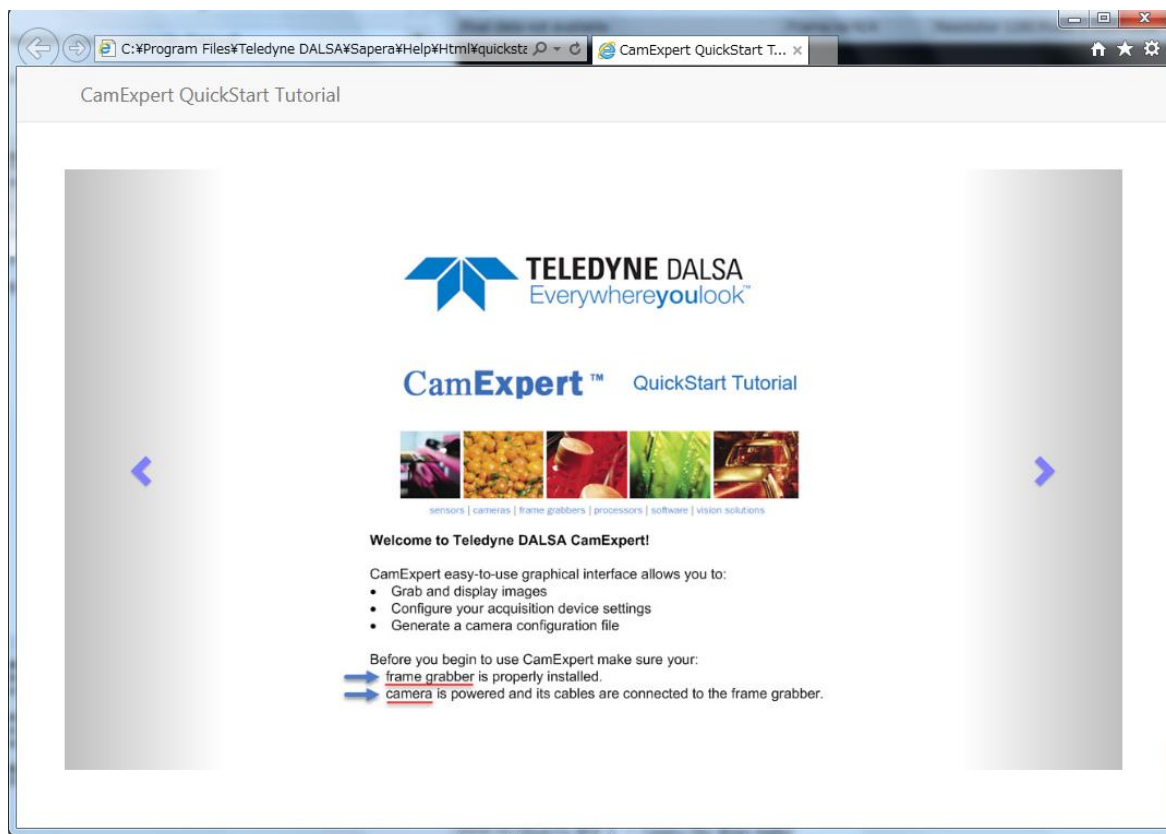 C:¥Program Files¥Teledyne DALSA¥Sapera¥Help¥Html¥quicksta
CamExpert QuickStart T...
CamExpert QuickStart Tutorial
TELEDYNE DALSA
Everywhereyoulook™
CamExpert ™ QuickStart Tutorial
sensors | cameras | frame grabbers | processors | software | vision solutions
Welcome to Teledyne DALSA CamExpert!
CamExpert easy-to-use graphical interface allows you to:
• Grab and display images
• Configure your acquisition device settings
• Generate a camera configuration file
Before you begin to use CamExpert make sure your:
frame grabber is properly installed.
camera is powered and its cables are connected to the frame grabber.